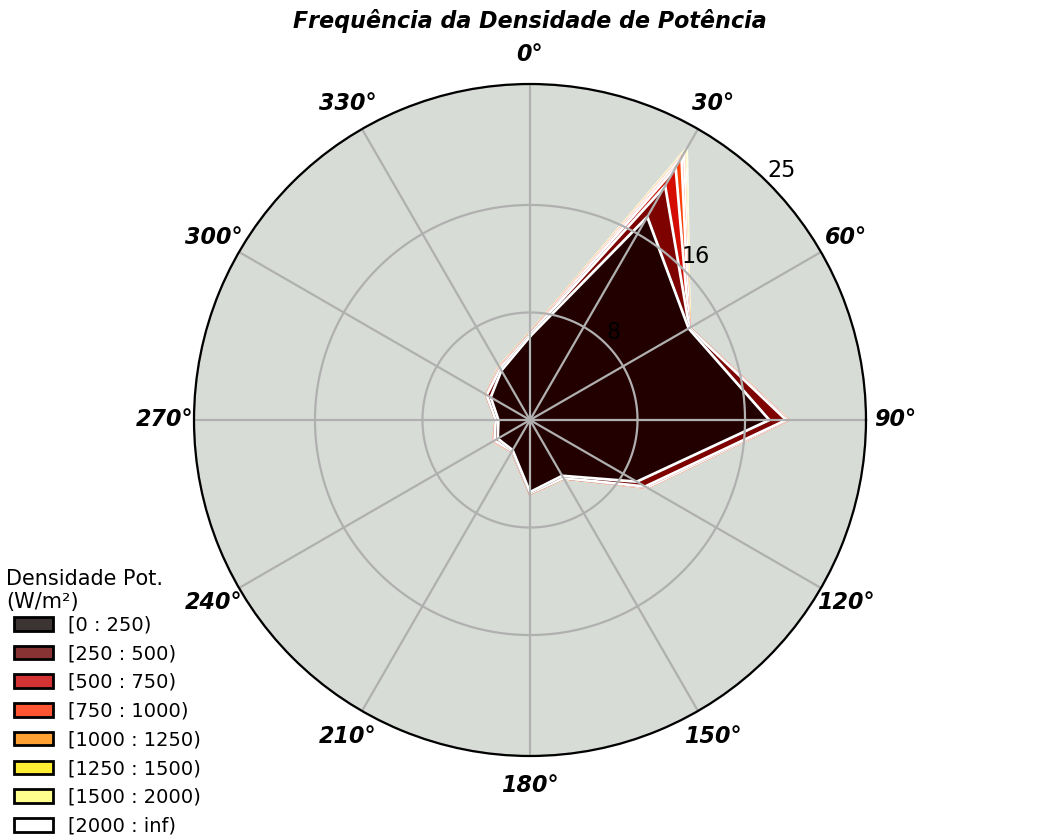 Frequência da Densidade de Potência
0°
30°
60°
90°
120°
150°
180°
210°
240°
270°
300°
330°
8
16
25
Densidade Pot.
(W/m²)
[0 : 250)
[250 : 500)
[500 : 750)
[750 : 1000)
[1000 : 1250)
[1250 : 1500)
[1500 : 2000)
[2000 : inf)